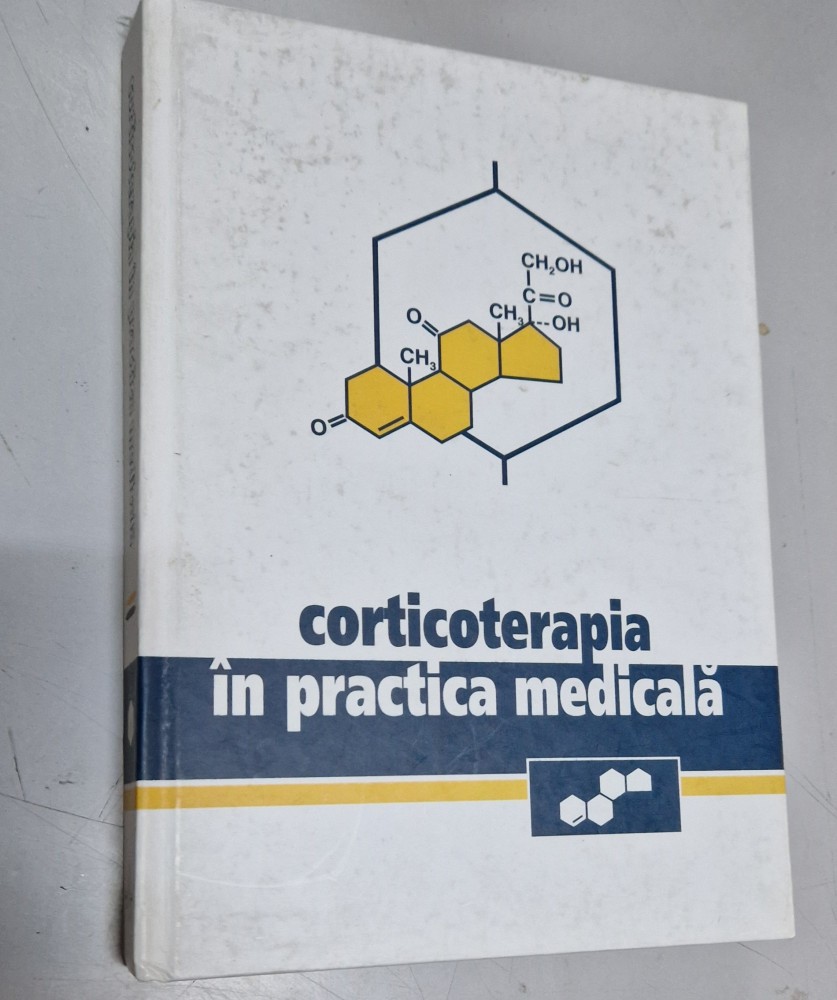 CH₂OH
C=O
CH₃
OH
O
CH₃
O
corticoterapia
în practica medicală